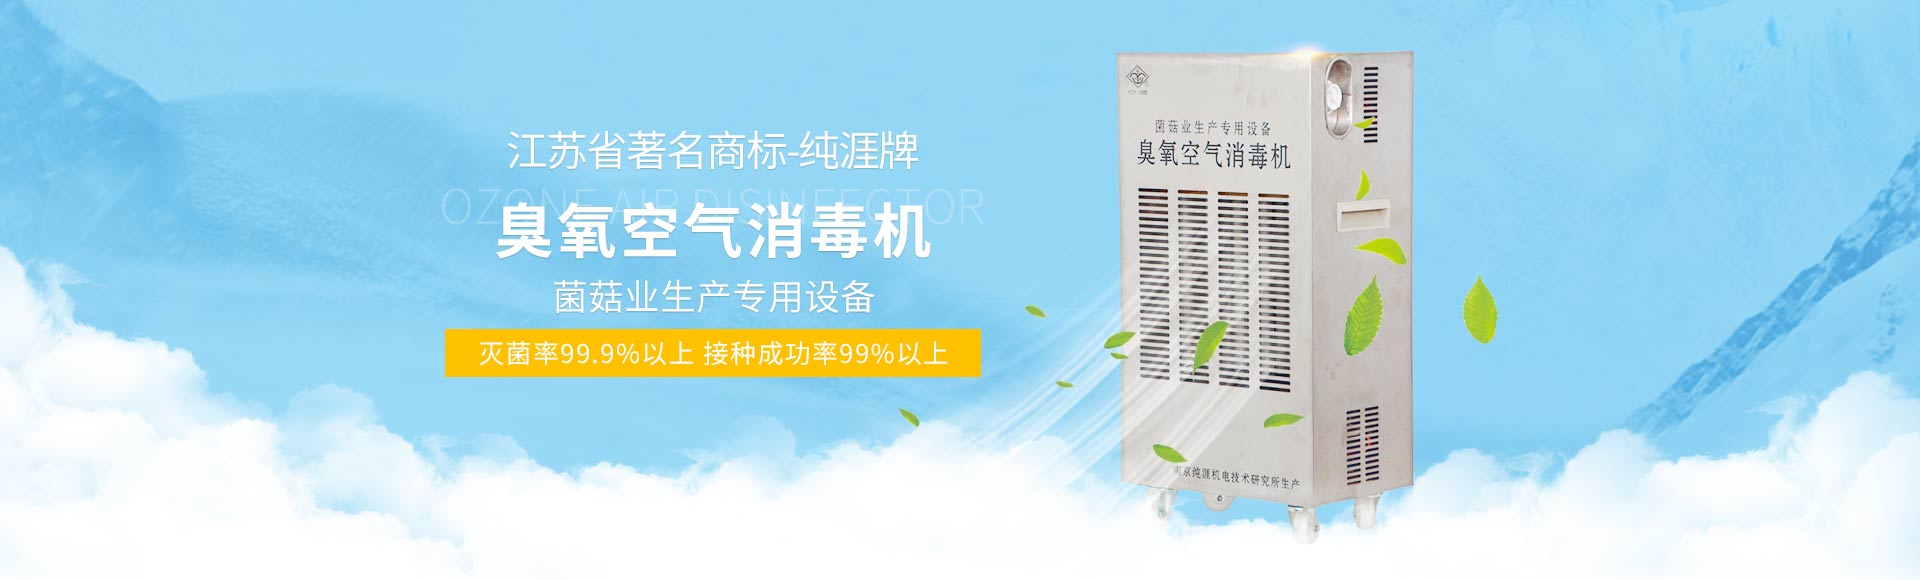 江苏省著名商标-纯涯牌
OZONE AIR DISINFECTOR
臭氧空气消毒机
菌菇业生产专用设备
灭菌率99.9%以上 接种成功率99%以上
菌菇业生产专用设备
臭氧空气消毒机
南京纯涯机电技术研究所生产